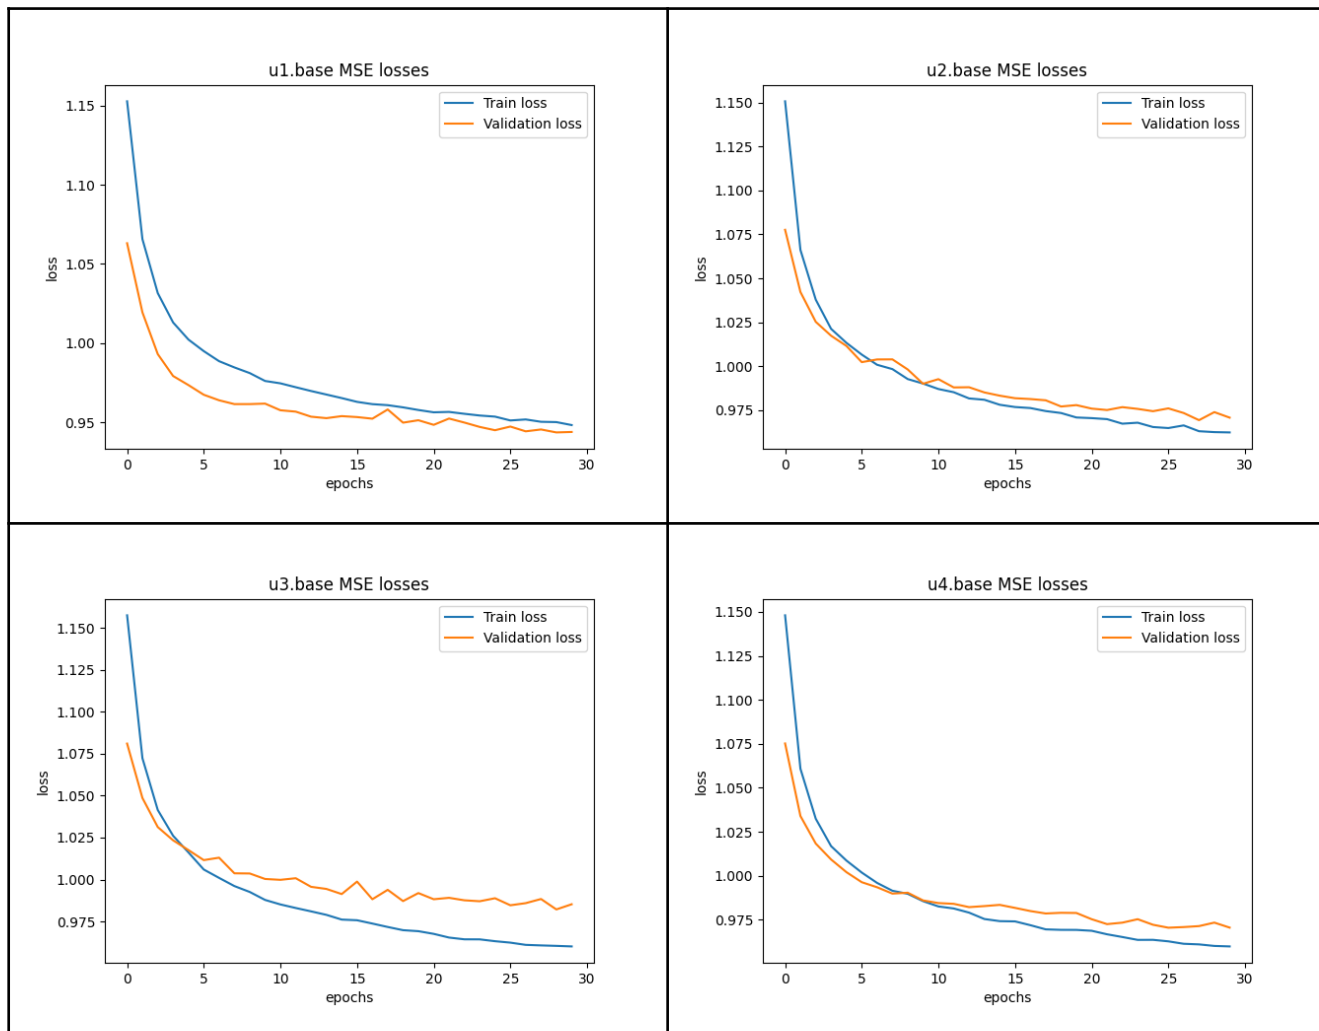 u1.base MSE losses
Train loss
Validation loss
1.15
1.10
1.05
1.00
0.95
loss
0 5 10 15 20 25 30
epochs
u2.base MSE losses
Train loss
Validation loss
1.150
1.125
1.100
1.075
1.050
1.025
1.000
0.975
loss
0 5 10 15 20 25 30
epochs
u3.base MSE losses
Train loss
Validation loss
1.150
1.125
1.100
1.075
1.050
1.025
1.000
0.975
loss
0 5 10 15 20 25 30
epochs
u4.base MSE losses
Train loss
Validation loss
1.150
1.125
1.100
1.075
1.050
1.025
1.000
0.975
loss
0 5 10 15 20 25 30
epochs